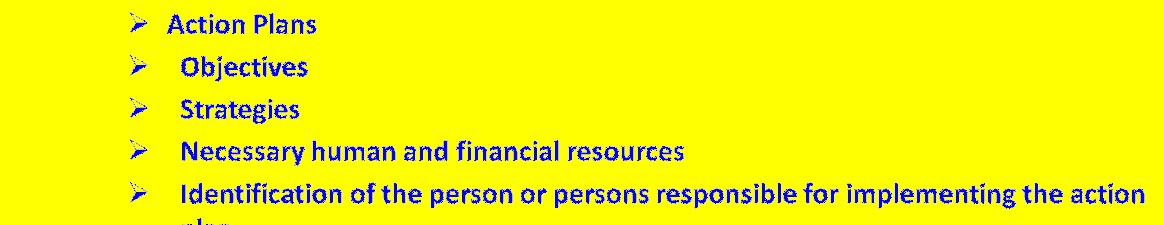 ➢ Action Plans
➢ Objectives
➢ Strategies
➢ Necessary human and financial resources
➢ Identification of the person or persons responsible for implementing the action